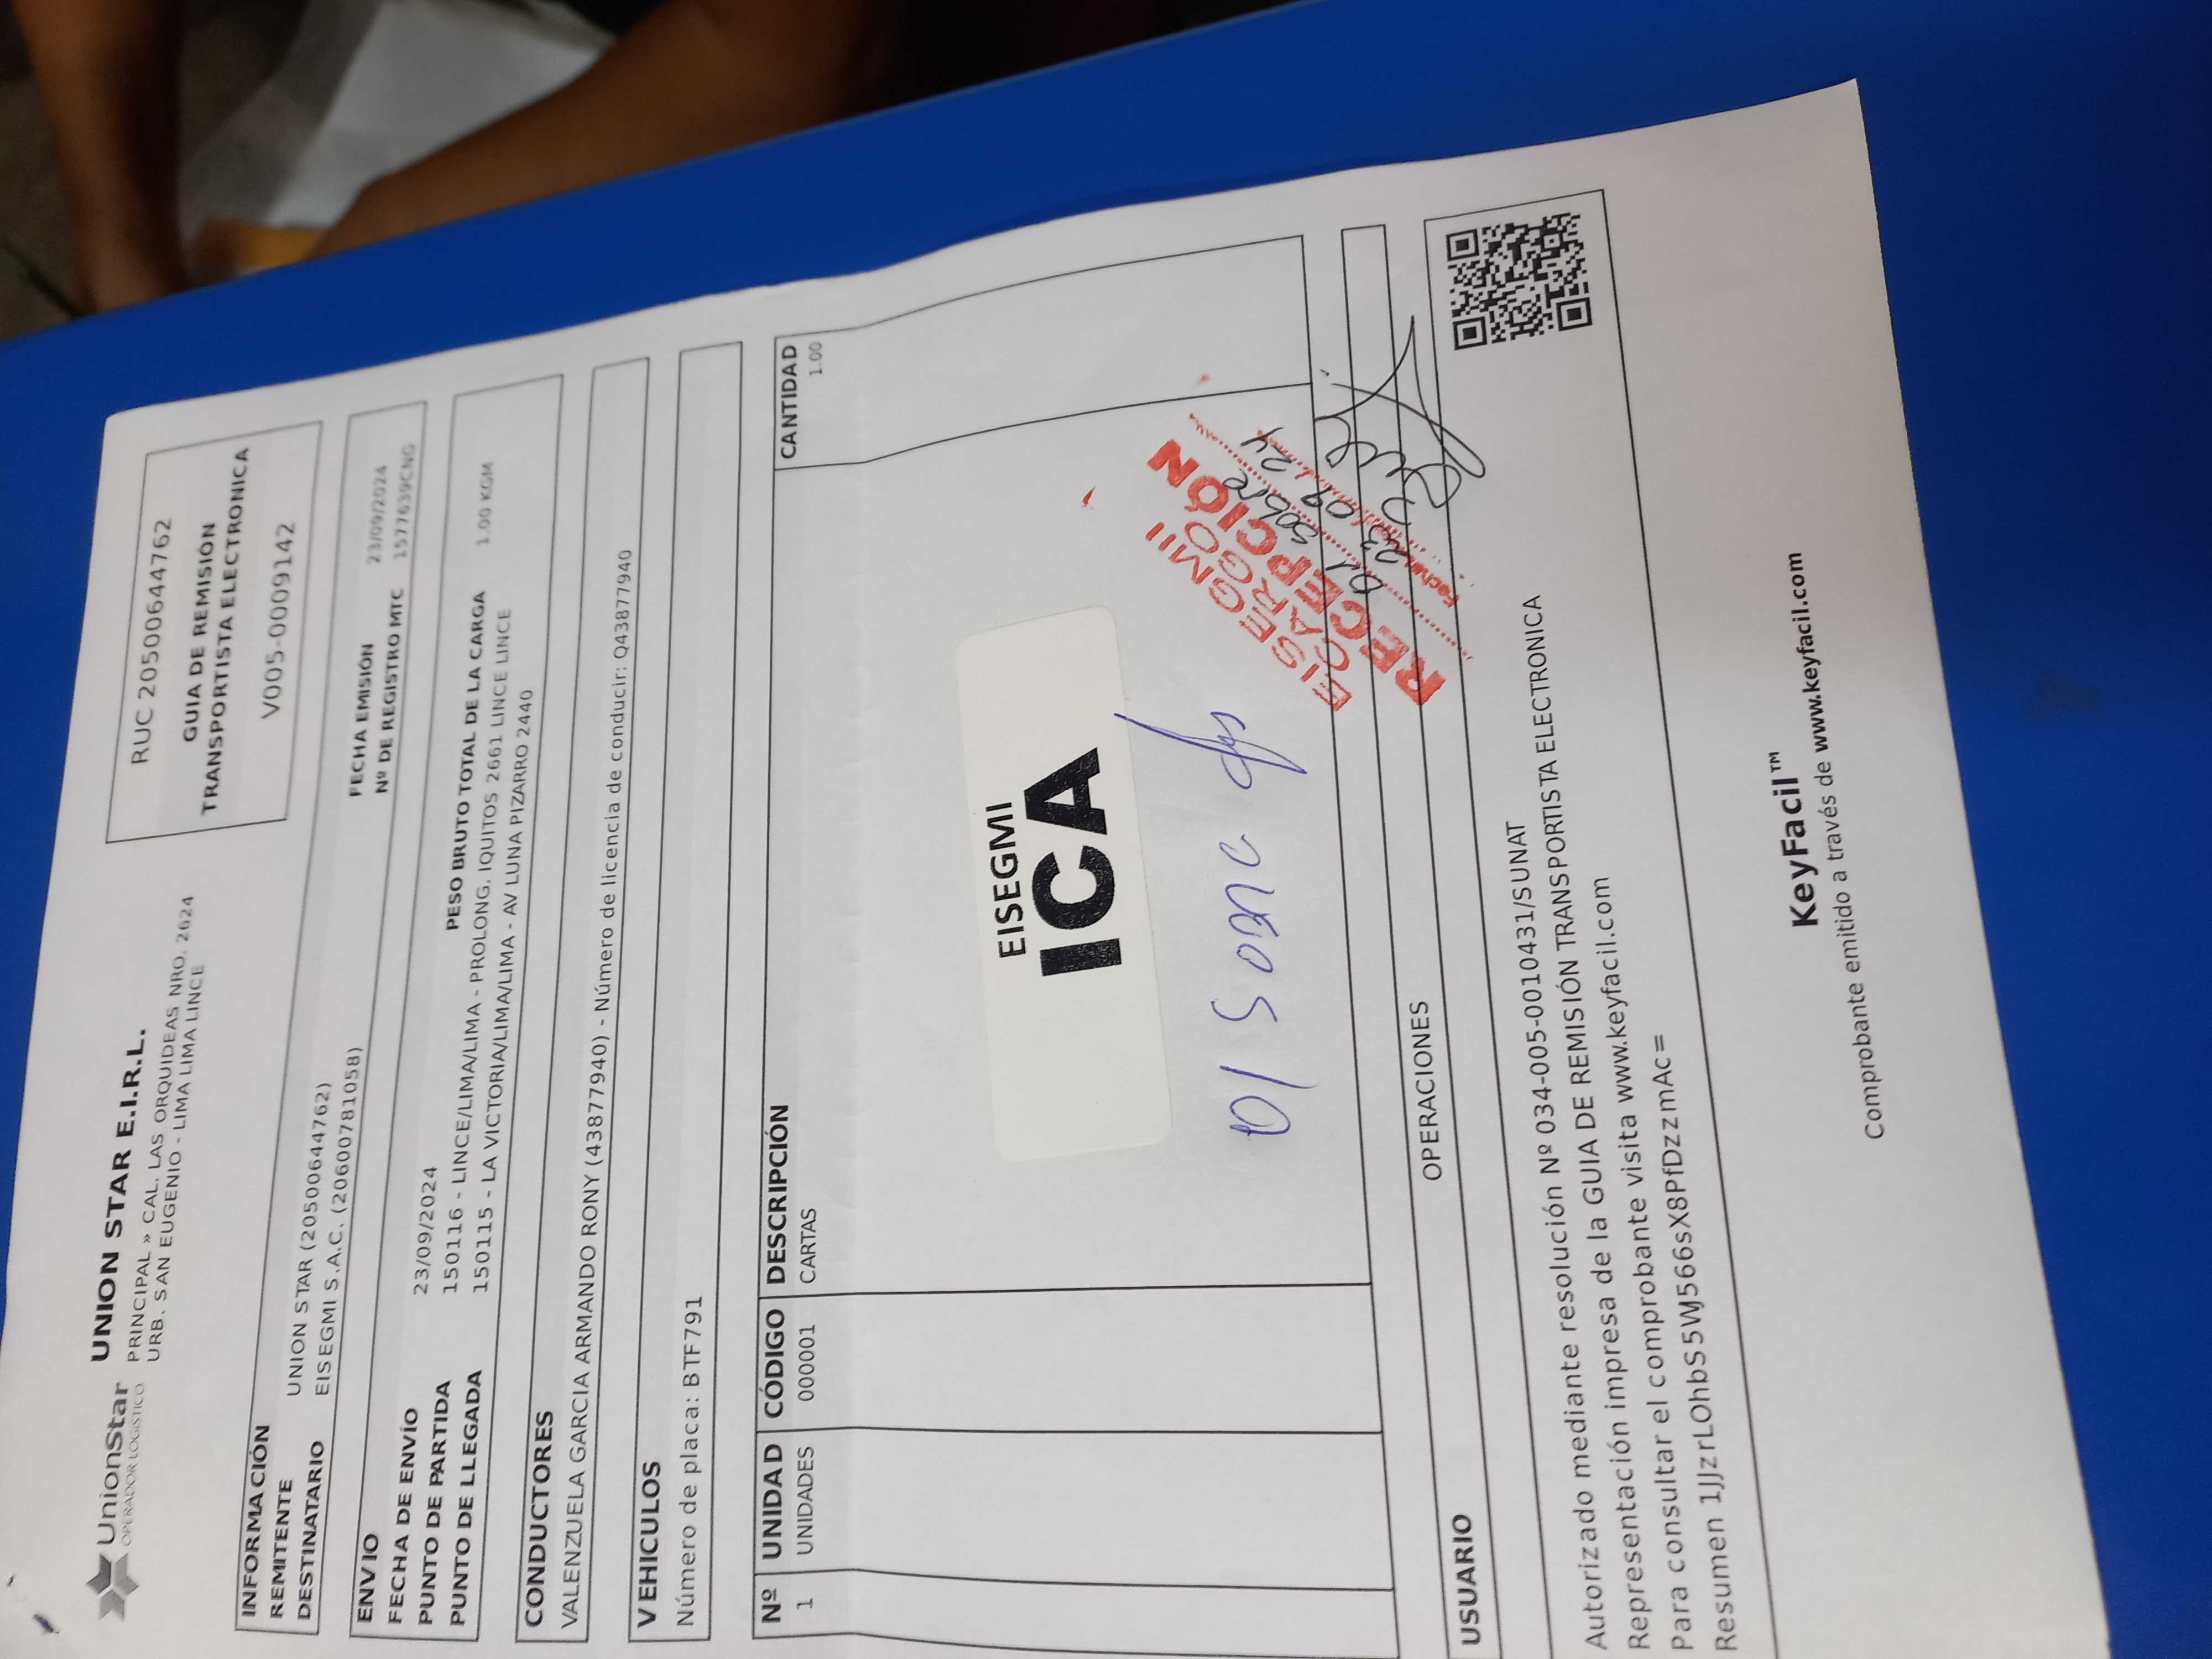 UnionStar
OPERADOR LOGISTICO
UNION STAR E.I.R.L.
PRINCIPAL » CAL. LAS ORQUIDEAS NRO. 2624
URB. SAN EUGENIO - LIMA LIMA LINCE
RUC 20500644762
GUIA DE REMISIÓN
TRANSPORTISTA ELECTRONICA
V005-0009142
INFORMACIÓN
REMITENTE UNION STAR (20500644762)
DESTINATARIO EISEGMI S.A.C. (20600781058)
ENVIO
FECHA EMISIÓN 23/09/2024
Nº DE REGISTRO MTC 1577639CNG
FECHA DE ENVÍO 23/09/2024
PUNTO DE PARTIDA 150116 - LINCE/LIMA/LIMA - PROLONG. IQUITOS 2661 LINCE LINCE
PUNTO DE LLEGADA 150115 - LA VICTORIA/LIMA/LIMA - AV LUNA PIZARRO 2440
PESO BRUTO TOTAL DE LA CARGA 1.00 KGM
CONDUCTORES
VALENZUELA GARCIA ARMANDO RONY (43877940) - Número de licencia de conducir: Q43877940
VEHICULOS
Número de placa: BTF791
Nº UNIDAD CÓDIGO DESCRIPCIÓN CANTIDAD
1 UNIDADES 000001 CARTAS 1.00
EISEGMI
ICA
01
EISEGMI
CARGO
RECEPCIÓN
01 sobre
23 09 24
USUARIO OPERACIONES
Autorizado mediante resolución Nº 034-005-0010431/SUNAT
Representación impresa de la GUIA DE REMISIÓN TRANSPORTISTA ELECTRONICA
Para consultar el comprobante visita www.keyfacil.com
Resumen 1JJzrLOhbS5WJ566sX8PfDzzmAc=
KeyFacil™
Comprobante emitido a través de www.keyfacil.com